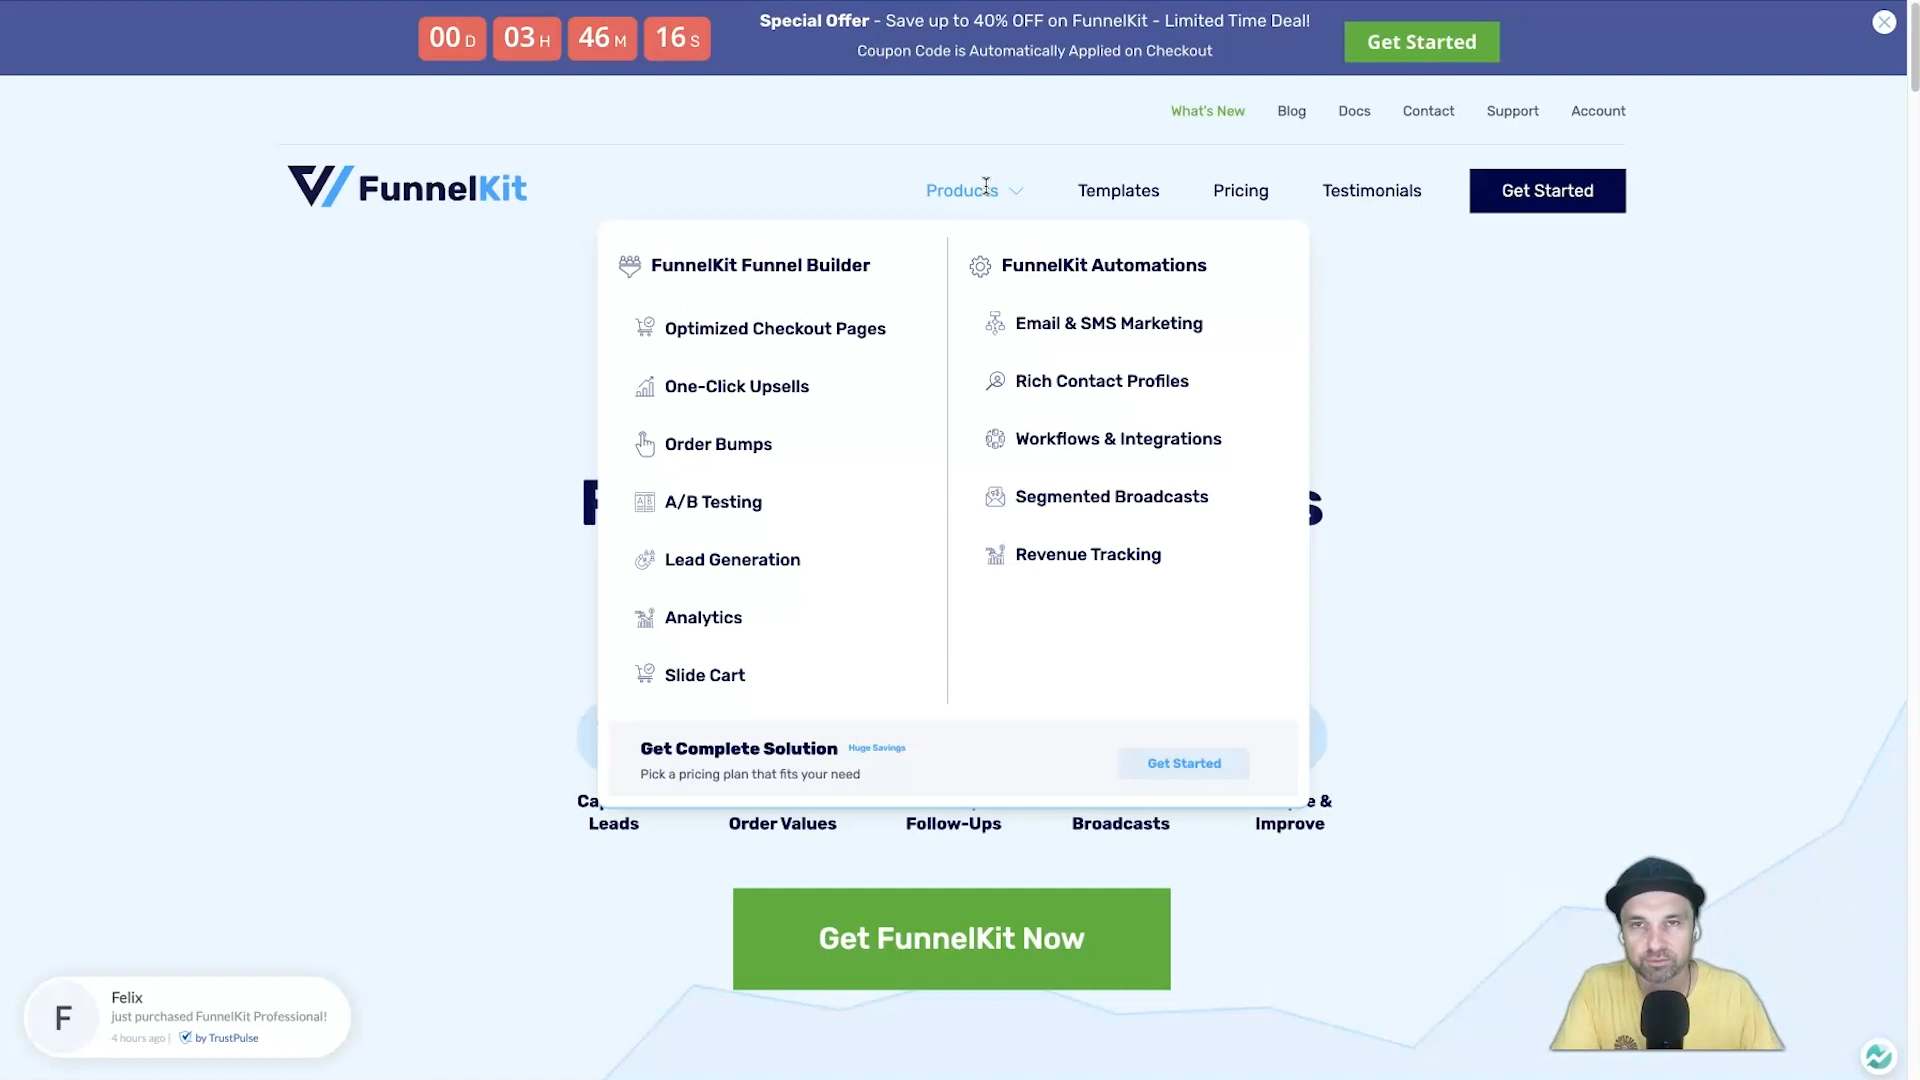 00 D 03 H 46 M 16 S
Special Offer - Save up to 40% OFF on FunnelKit - Limited Time Deal!
Coupon Code is Automatically Applied on Checkout
Get Started
What's New Blog Docs Contact Support Account
FunnelKit
Products Templates Pricing Testimonials Get Started
FunnelKit Funnel Builder
Optimized Checkout Pages
One-Click Upsells
Order Bumps
A/B Testing
Lead Generation
Analytics
Slide Cart
FunnelKit Automations
Email & SMS Marketing
Rich Contact Profiles
Workflows & Integrations
Segmented Broadcasts
Revenue Tracking
Get Complete Solution Huge Savings
Pick a pricing plan that fits your need
Get Started
Leads
Order Values
Follow-Ups
Broadcasts
&
Improve
Get FunnelKit Now
F
Felix
just purchased FunnelKit Professional!
4 hours ago | by TrustPulse